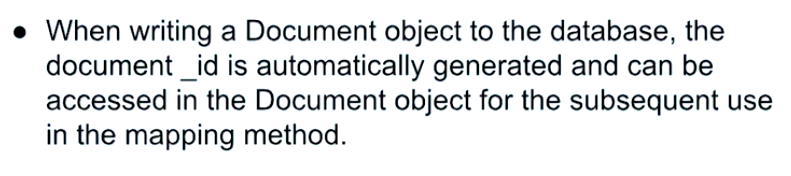 • When writing a Document object to the database, the
document _id is automatically generated and can be
accessed in the Document object for the subsequent use
in the mapping method.